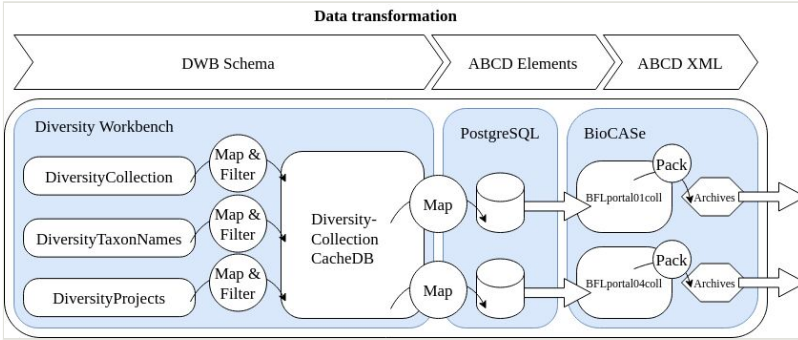 Data transformation
DWB Schema
ABCD Elements
ABCD XML
Diversity Workbench
PostgreSQL
BioCASe
DiversityCollection
Map &
Filter
DiversityTaxonNames
Map &
Filter
DiversityProjects
Map &
Filter
Diversity-
Collection
CacheDB
Map
Map
BFLportal01coll
Pack
Archives
BFLportal04coll
Pack
Archives